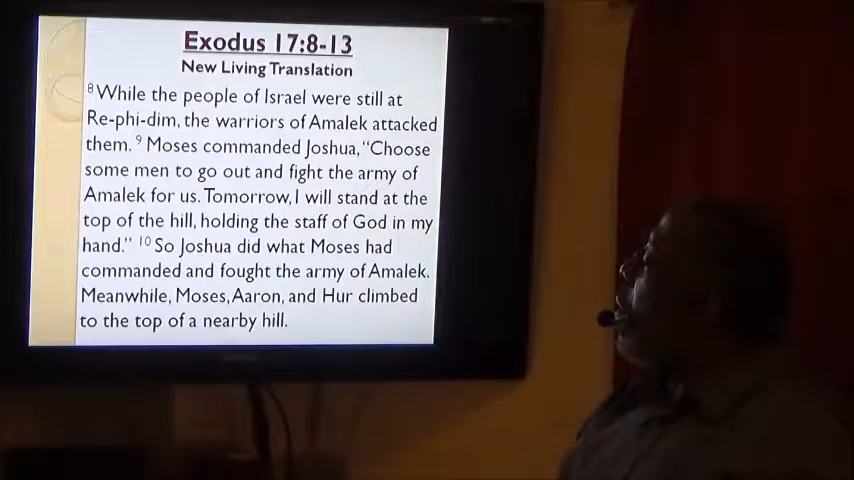 Exodus 17:8-13
New Living Translation
8 While the people of Israel were still at
Re-phi-dim, the warriors of Amalek attacked
them. 9 Moses commanded Joshua, “Choose
some men to go out and fight the army of
Amalek for us. Tomorrow, I will stand at the
top of the hill, holding the staff of God in my
hand.” 10 So Joshua did what Moses had
commanded and fought the army of Amalek.
Meanwhile, Moses, Aaron, and Hur climbed
to the top of a nearby hill.